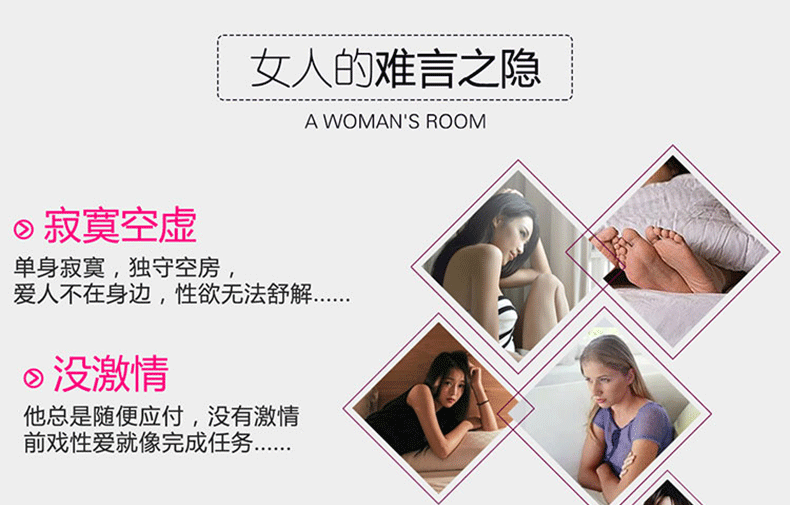 女人的难言之隐
A WOMAN'S ROOM
寂寞空虚
单身寂寞，独守空房，
爱人不在身边，性欲无法舒解......
没激情
他总是随便应付，没有激情
前戏性爱就像完成任务......